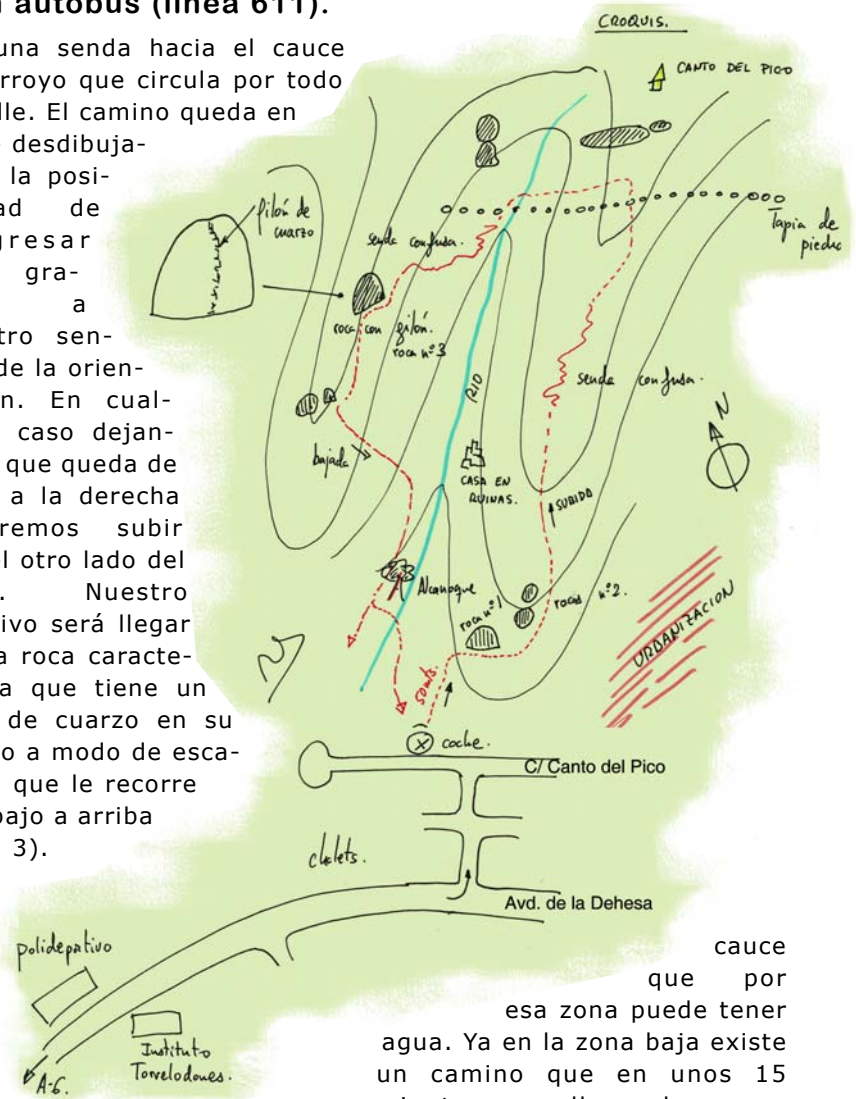 autobús (línea 611).
una senda hacia el cauce
rroyo que circula por todo
lle. El camino queda en
desdibuja-
la posi-
ad de
gresar
gra-
a
tro sen-
de la orien-
n. En cual-
caso dejan-
que queda de
a la derecha
remos subir
el otro lado del
. Nuestro
ivo será llegar
a roca caracte-
a que tiene un
de cuarzo en su
o a modo de esca-
que le recorre
bajo a arriba
3).
CROQUIS.
CANTO DEL PICO
filón de
cuarzo
senda confusa.
Tapia de
piedra
roca con filón.
roca nº3
RIO
senda confusa.
N
bajada
CASA EN
RUINAS.
SUBIDA
Alcanoque
roca nº1
rocas nº2.
URBANIZACION
50mts.
coche.
C/ Canto del Pico
chalets.
Avd. de la Dehesa
polideportivo
Instituto
Torrelodones.
A-6.
cauce
que por
esa zona puede tener
agua. Ya en la zona baja existe
un camino que en unos 15